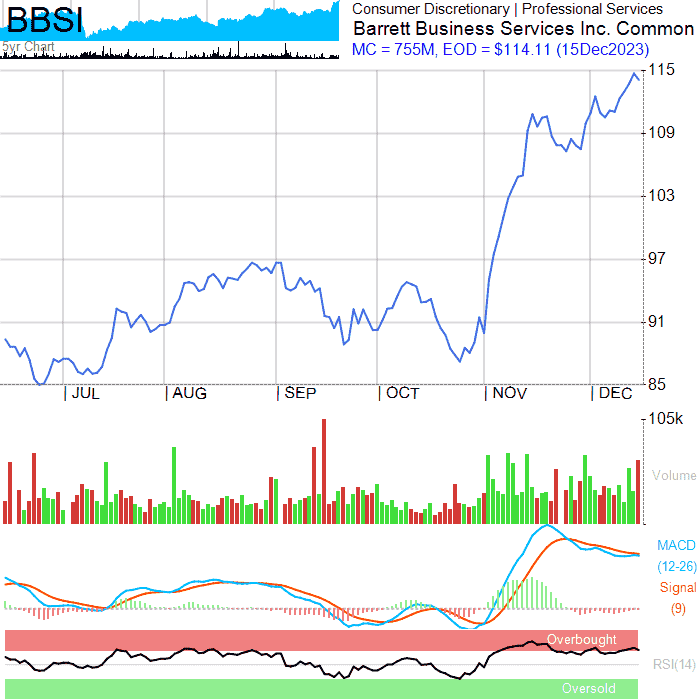 BBSI
5yr Chart
Consumer Discretionary | Professional Services
Barrett Business Services Inc. Common
MC = 755M, EOD = $114.11 (15Dec2023)
115
109
103
97
91
85
| JUL | AUG | SEP | OCT | NOV | DEC
105k
Volume
MACD
(12-26)
Signal
(9)
Overbought
RSI(14)
Oversold